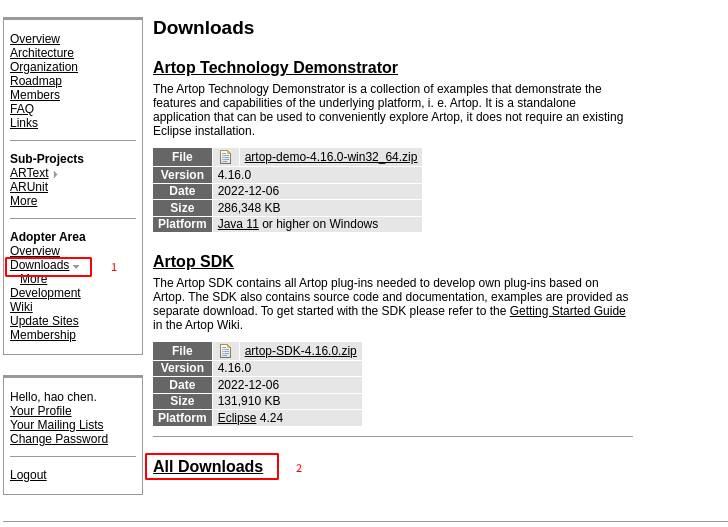 Overview
Architecture
Organization
Roadmap
Members
FAQ
Links
Sub-Projects
ARText
ARUnit
More
Adopter Area
Overview
Downloads
1
More
Development
Wiki
Update Sites
Membership
Hello, hao chen.
Your Profile
Your Mailing Lists
Change Password
Logout
Downloads
Artop Technology Demonstrator
The Artop Technology Demonstrator is a collection of examples that demonstrate the
features and capabilities of the underlying platform, i. e. Artop. It is a standalone
application that can be used to conveniently explore Artop, it does not require an existing
Eclipse installation.
File artop-demo-4.16.0-win32_64.zip
Version 4.16.0
Date 2022-12-06
Size 286,348 KB
Platform Java 11 or higher on Windows
Artop SDK
The Artop SDK contains all Artop plug-ins needed to develop own plug-ins based on
Artop. The SDK also contains source code and documentation, examples are provided as
separate download. To get started with the SDK please refer to the Getting Started Guide
in the Artop Wiki.
File artop-SDK-4.16.0.zip
Version 4.16.0
Date 2022-12-06
Size 131,910 KB
Platform Eclipse 4.24
All Downloads 2